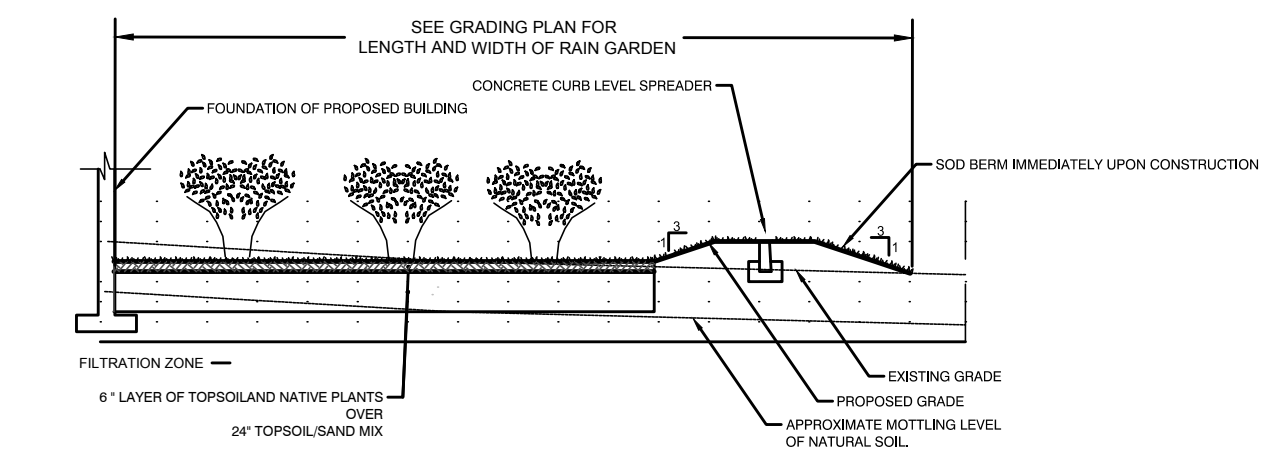 SEE GRADING PLAN FOR
LENGTH AND WIDTH OF RAIN GARDEN
CONCRETE CURB LEVEL SPREADER
FOUNDATION OF PROPOSED BUILDING
SOD BERM IMMEDIATELY UPON CONSTRUCTION
3
1
3
1
FILTRATION ZONE
6 " LAYER OF TOPSOILAND NATIVE PLANTS
OVER
24" TOPSOIL/SAND MIX
EXISTING GRADE
PROPOSED GRADE
APPROXIMATE MOTTLING LEVEL
OF NATURAL SOIL.